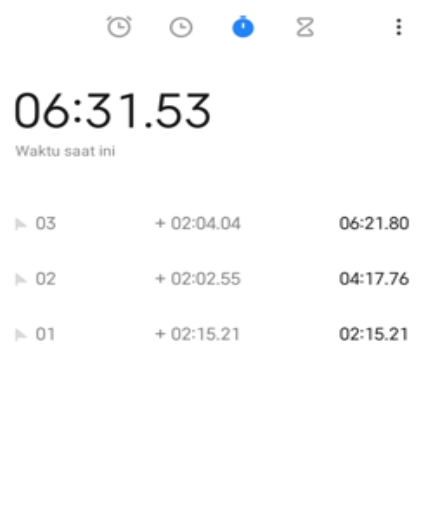 06:31.53
Waktu saat ini
03 + 02:04.04 06:21.80
02 + 02:02.55 04:17.76
01 + 02:15.21 02:15.21